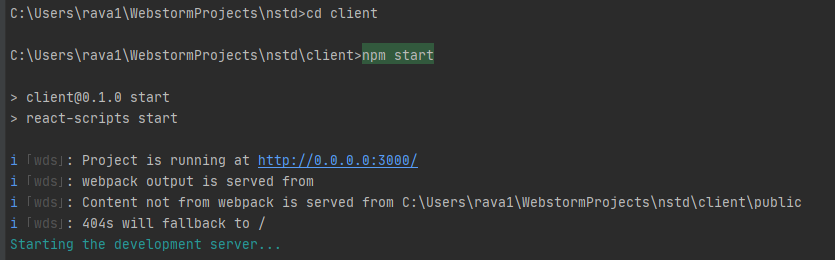 C:\Users\rava1\WebstormProjects\nstd>cd client
C:\Users\rava1\WebstormProjects\nstd\client>npm start
> client@0.1.0 start
> react-scripts start
i ｢wds｣: Project is running at http://0.0.0.0:3000/
i ｢wds｣: webpack output is served from
i ｢wds｣: Content not from webpack is served from C:\Users\rava1\WebstormProjects\nstd\client\public
i ｢wds｣: 404s will fallback to /
Starting the development server...